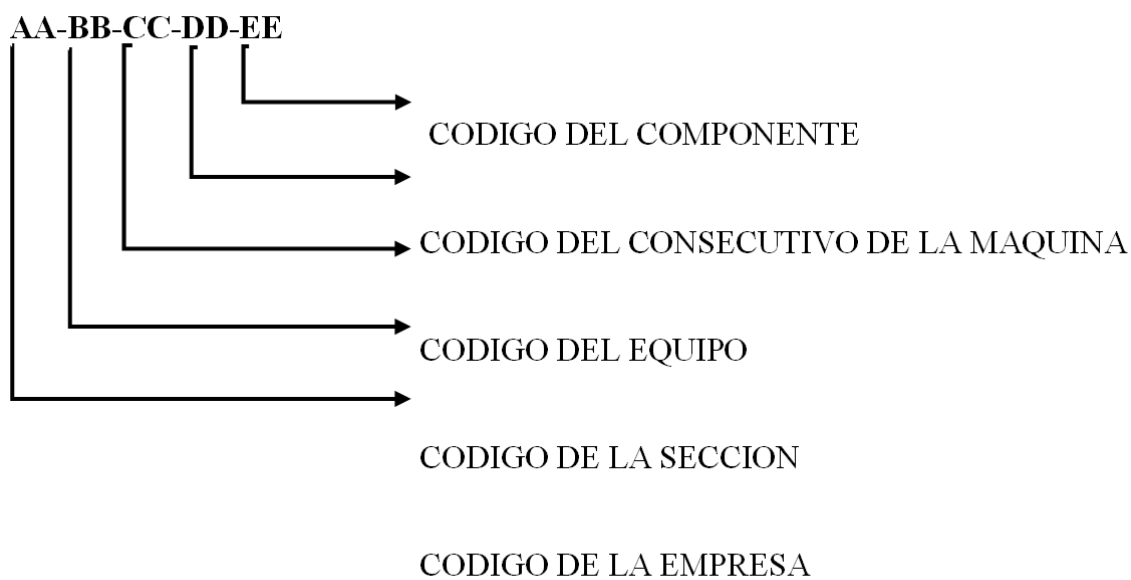 AA-BB-CC-DD-EE
CODIGO DEL COMPONENTE
CODIGO DEL CONSECUTIVO DE LA MAQUINA
CODIGO DEL EQUIPO
CODIGO DE LA SECCION
CODIGO DE LA EMPRESA